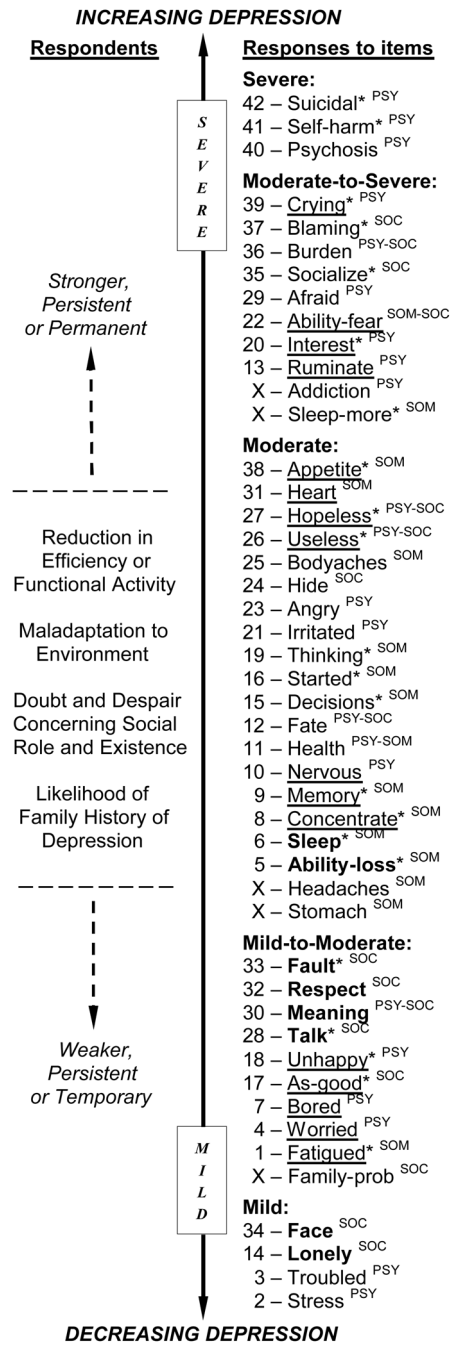 INCREASING DEPRESSION
Respondents
Stronger,
Persistent
or Permanent
Reduction in
Efficiency or
Functional Activity
Maladaptation to
Environment
Doubt and Despair
Concerning Social
Role and Existence
Likelihood of
Family History of
Depression
Weaker,
Persistent
or Temporary
SEVERE
MILD
Responses to items
Severe:
42 – Suicidal* PSY
41 – Self-harm* PSY
40 – Psychosis PSY
Moderate-to-Severe:
39 – Crying* PSY
37 – Blaming* SOC
36 – Burden PSY-SOC
35 – Socialize* SOC
29 – Afraid PSY
22 – Ability-fear SOM-SOC
20 – Interest* PSY
13 – Ruminate PSY
X – Addiction PSY
X – Sleep-more* SOM
Moderate:
38 – Appetite* SOM
31 – Heart SOM
27 – Hopeless* PSY-SOC
26 – Useless* PSY-SOC
25 – Bodyaches SOM
24 – Hide SOC
23 – Angry PSY
21 – Irritated PSY
19 – Thinking* SOM
16 – Started* SOM
15 – Decisions* SOM
12 – Fate PSY-SOC
11 – Health PSY-SOM
10 – Nervous PSY
9 – Memory* SOM
8 – Concentrate* SOM
6 – Sleep* SOM
5 – Ability-loss* SOM
X – Headaches SOM
X – Stomach SOM
Mild-to-Moderate:
33 – Fault* SOC
32 – Respect SOC
30 – Meaning PSY-SOC
28 – Talk* SOC
18 – Unhappy* PSY
17 – As-good* SOC
7 – Bored PSY
4 – Worried PSY
1 – Fatigued* SOM
X – Family-prob SOC
Mild:
34 – Face SOC
14 – Lonely SOC
3 – Troubled PSY
2 – Stress PSY
DECREASING DEPRESSION